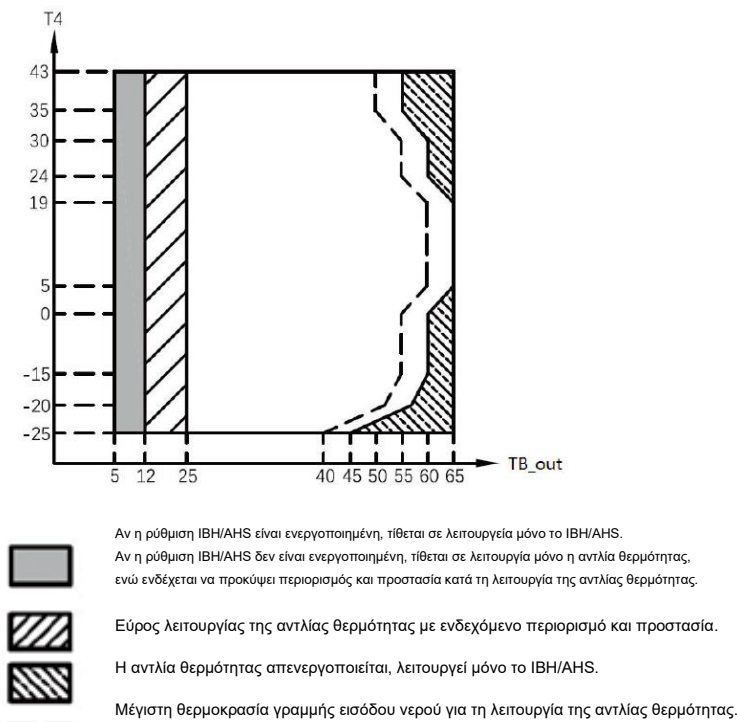 T4
43
35
30
24
19
5
0
-15
-20
-25
5 12 25 40 45 50 55 60 65
TB_out
Αν η ρύθμιση IBH/AHS είναι ενεργοποιημένη, τίθεται σε λειτουργεία μόνο το IBH/AHS.
Αν η ρύθμιση IBH/AHS δεν είναι ενεργοποιημένη, τίθεται σε λειτουργία μόνο η αντλία θερμότητας,
ενώ ενδέχεται να προκύψει περιορισμός και προστασία κατά τη λειτουργία της αντλίας θερμότητας.
Εύρος λειτουργίας της αντλίας θερμότητας με ενδεχόμενο περιορισμό και προστασία.
Η αντλία θερμότητας απενεργοποιείται, λειτουργεί μόνο το IBH/AHS.
Μέγιστη θερμοκρασία γραμμής εισόδου νερού για τη λειτουργία της αντλίας θερμότητας.